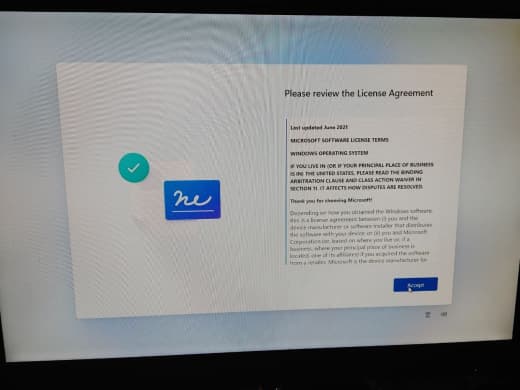 Please review the License Agreement
Last updated June 2021
MICROSOFT SOFTWARE LICENSE TERMS
WINDOWS OPERATING SYSTEM
IF YOU LIVE IN (OR IF YOUR PRINCIPAL PLACE OF BUSINESS
IS IN) THE UNITED STATES, PLEASE READ THE BINDING
ARBITRATION CLAUSE AND CLASS ACTION WAIVER IN
SECTION 11. IT AFFECTS HOW DISPUTES ARE RESOLVED.
Thank you for choosing Microsoft!
Depending on how you obtained the Windows software,
this is a license agreement between (i) you and the
device manufacturer or software installer that distributes
the software with your device or (ii) you and Microsoft
Corporation (or, based on where you live or, if a
business, where your principal place of business is
located, one of its affiliates) if you acquired the software
from a retailer. Microsoft is the device manufacturer for
Accept